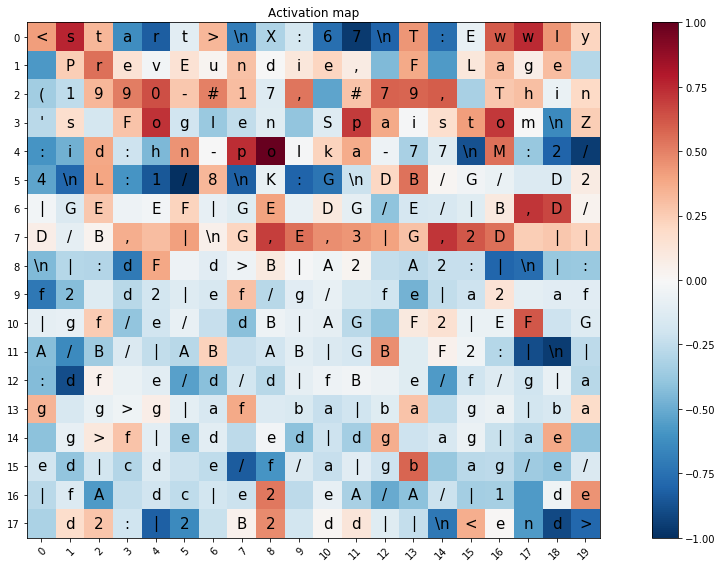 Activation map
0 < s t a r t > \n X : 6 7 \n T : E w w l y
1 P r e v E u n d i e , F L a g e
2 ( 1 9 9 0 - # 1 7 , # 7 9 , T h i n
3 ' s F o g l e n S p a i s t o m \n Z
4 : i d : h n - p o l k a - 7 7 \n M : 2 /
5 4 \n L : 1 / 8 \n K : G \n D B / G / D 2
6 | G E E F | G E D G / E / | B , D /
7 D / B , | \n G , E , 3 | G , 2 D | |
8 \n | : d F d > B | A 2 A 2 : | \n | :
9 f 2 d 2 | e f / g / f e | a 2 a f
10 | g f / e / d B | A G F 2 | E F G
11 A / B / | A B A B | G B F 2 : | \n |
12 : d f e / d / d | f B e / f / g | a
13 g g > g | a f b a | b a g a | b a
14 g > f | e d e d | d g a g | a e
15 e d | c d e / f / a | g b a g / e /
16 | f A d c | e 2 e A / A / | 1 d e
17 d 2 : | 2 B 2 d d | | \n < e n d >
0 1 2 3 4 5 6 7 8 9 10 11 12 13 14 15 16 17 18 19
1.00
0.75
0.50
0.25
0.00
−0.25
−0.50
−0.75
−1.00